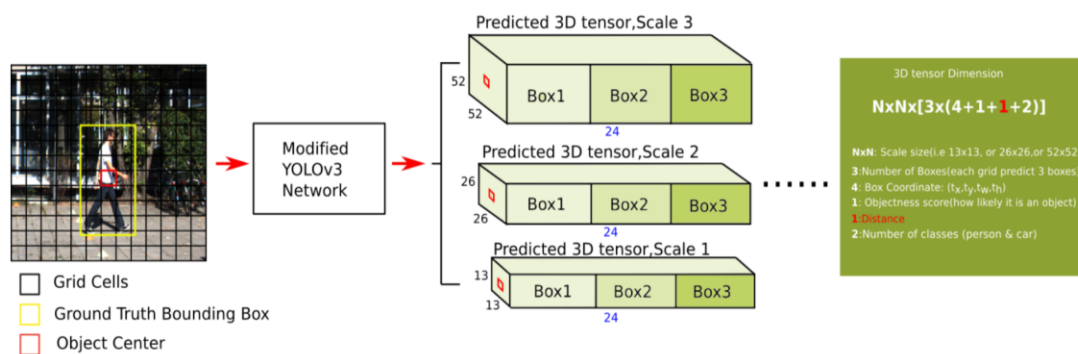 Predicted 3D tensor,Scale 3
52
52
Box1
Box2
Box3
24
Modified
YOLOv3
Network
Predicted 3D tensor,Scale 2
26
26
Box1
Box2
Box3
24
Predicted 3D tensor,Scale 1
13
13
Box1
Box2
Box3
24
Grid Cells
Ground Truth Bounding Box
Object Center
3D tensor Dimension
NxNx[3x(4+1+1+2)]
NxN: Scale size(i.e 13x13, or 26x26,or 52x52
3:Number of Boxes(each grid predict 3 boxes)
4: Box Coordinate: (tx,ty,tw,th)
1: Objectness score(how likely it is an object)
1:Distance
2:Number of classes (person & car)